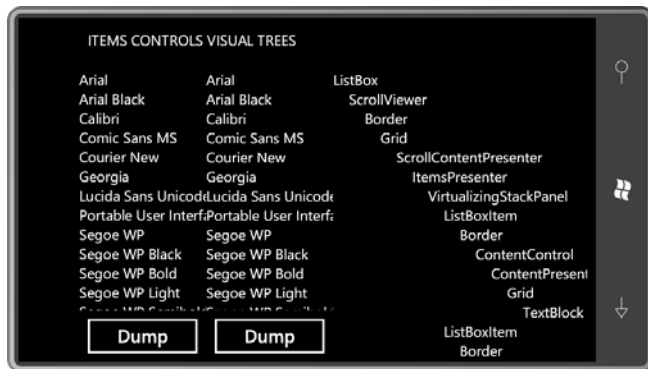 ITEMS CONTROLS VISUAL TREES
Arial
Arial Black
Calibri
Comic Sans MS
Courier New
Georgia
Lucida Sans Unicode
Portable User Interf
Segoe WP
Segoe WP Black
Segoe WP Bold
Segoe WP Light
Dump
Arial
Arial Black
Calibri
Comic Sans MS
Courier New
Georgia
Lucida Sans Unicode
Portable User Interfa
Segoe WP
Segoe WP Black
Segoe WP Bold
Segoe WP Light
Dump
ListBox
ScrollViewer
Border
Grid
ScrollContentPresenter
ItemsPresenter
VirtualizingStackPanel
ListBoxItem
Border
ContentControl
ContentPresent
Grid
TextBlock
ListBoxItem
Border